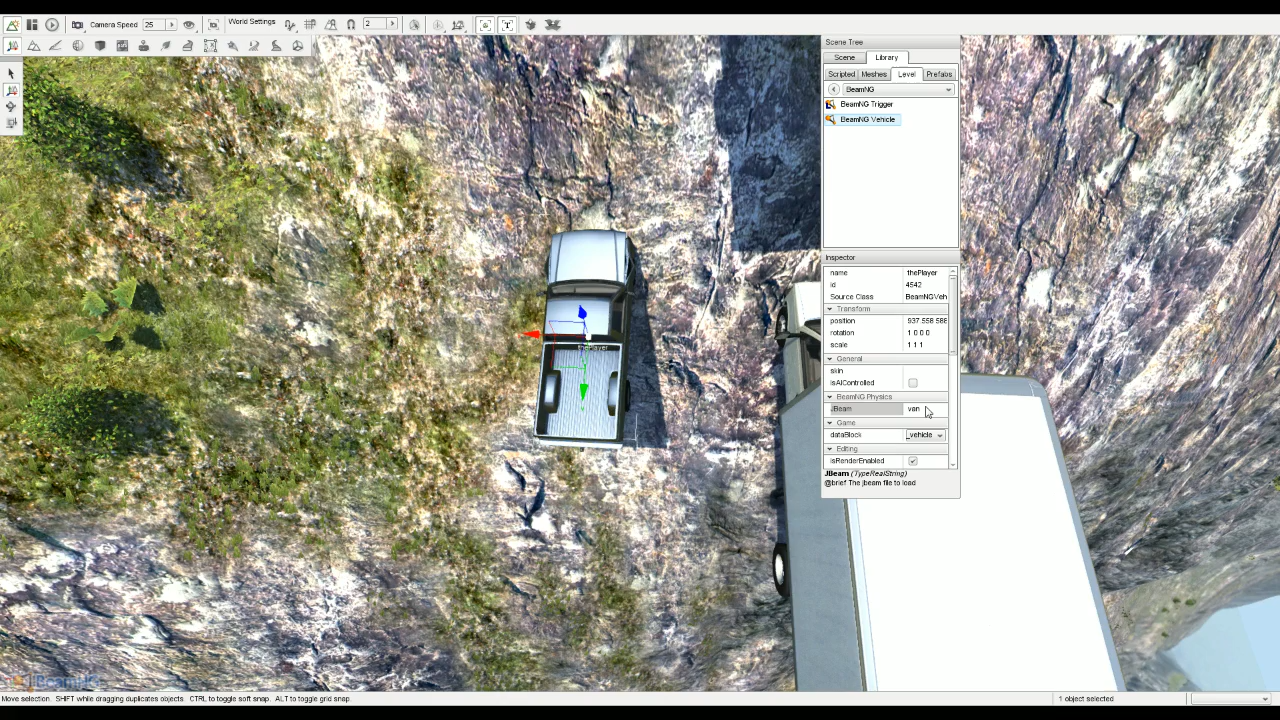 Camera Speed 25 World Settings 2
Scene Tree
Scene Library
Scripted Meshes Level Prefabs
BeamNG
BeamNG Trigger
BeamNG Vehicle
Inspector
name thePlayer
id 4542
Source Class BeamNGVeh
Transform
position 937.558 586
rotation 1 0 0 0
scale 1 1 1
General
skin
isAIControlled
BeamNG Physics
JBeam van
Game
dataBlock _vehicle
Editing
isRenderEnabled
JBeam (TypeRealString)
@brief The jbeam file to load
thePlayer
BeamNG
Move selection. SHIFT while dragging duplicates objects. CTRL to toggle soft snap. ALT to toggle grid snap.
1 object selected